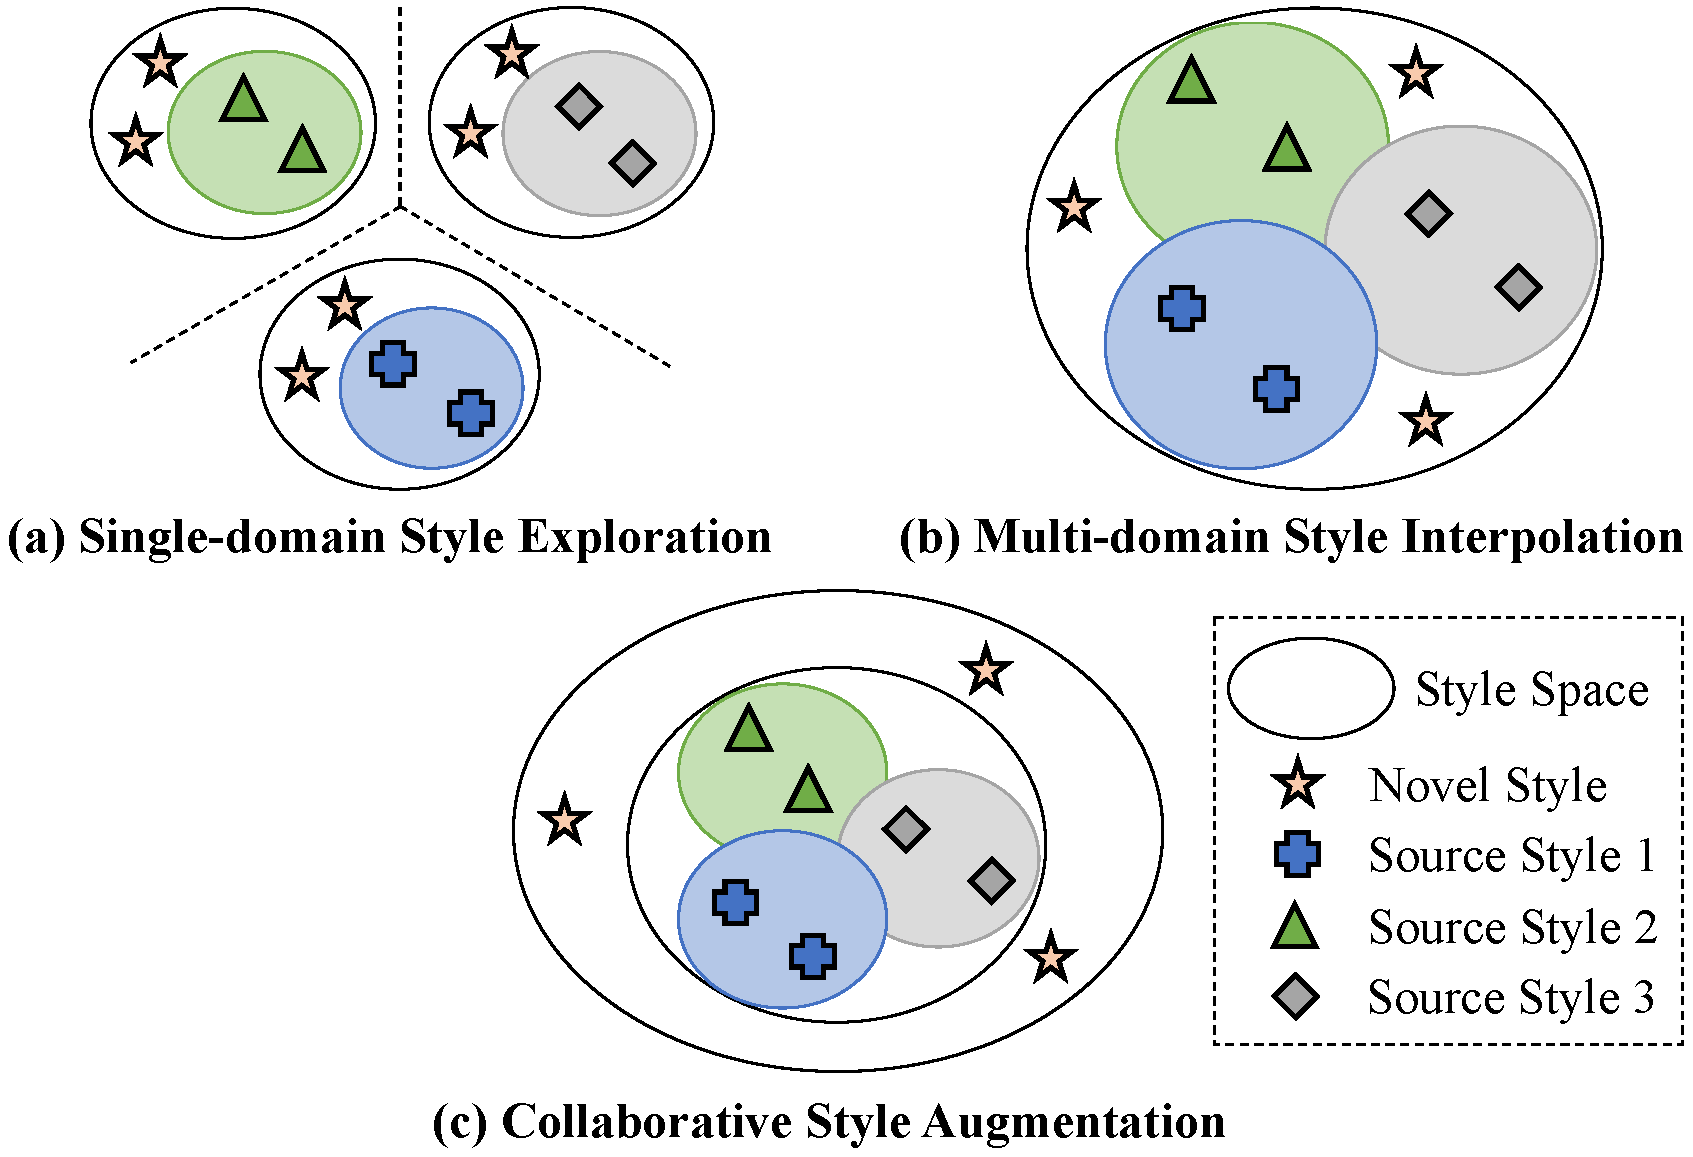 (a) Single-domain Style Exploration
(b) Multi-domain Style Interpolation
Style Space
Novel Style
Source Style 1
Source Style 2
Source Style 3
(c) Collaborative Style Augmentation